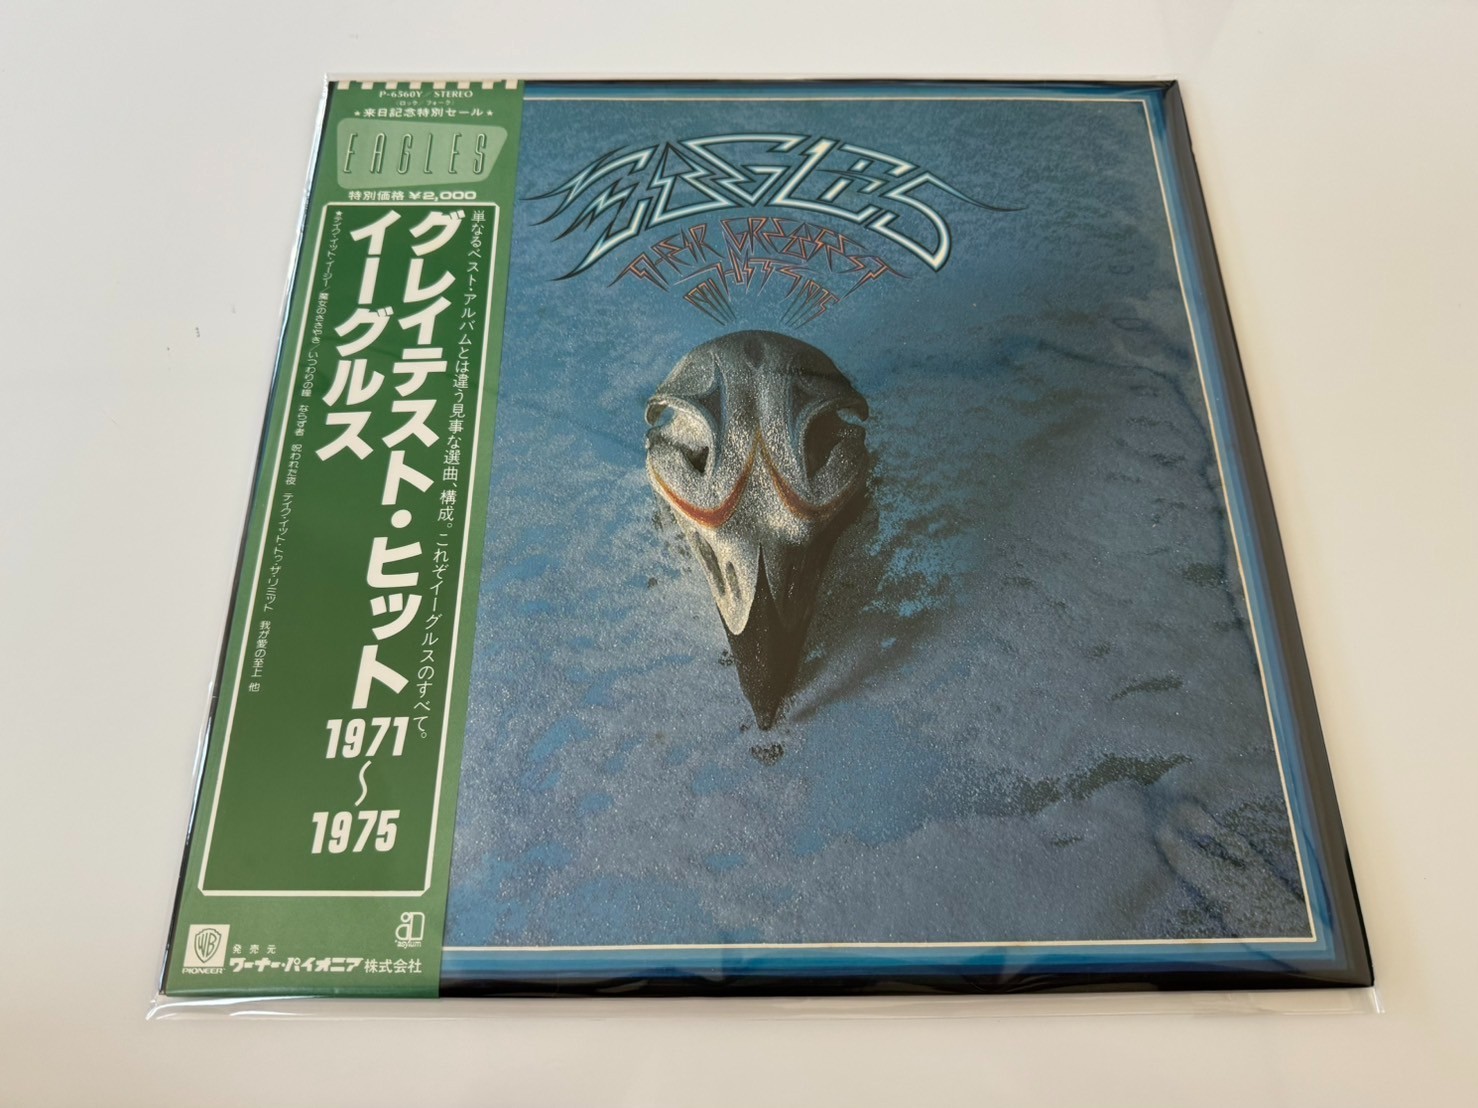 P-6560Y／STEREO
（ロック／フォーク）
★来日記念特別セール★
EAGLES
特別価格 ¥2,000
単なるベスト・アルバムとは違う見事な選曲、構成。これぞイーグルスのすべて。
グレイテスト・ヒット 1971～1975
イーグルス
★テイク・イット・イージー／魔女のささやき／いつわりの瞳 ならず者 呪われた夜 テイク・イット・トゥ・ザ・リミット 我が愛の至上 他
WB
PIONEER
発売元
ワーナー・パイオニア株式会社
asylum
EAGLES
THEIR GREATEST
HITS